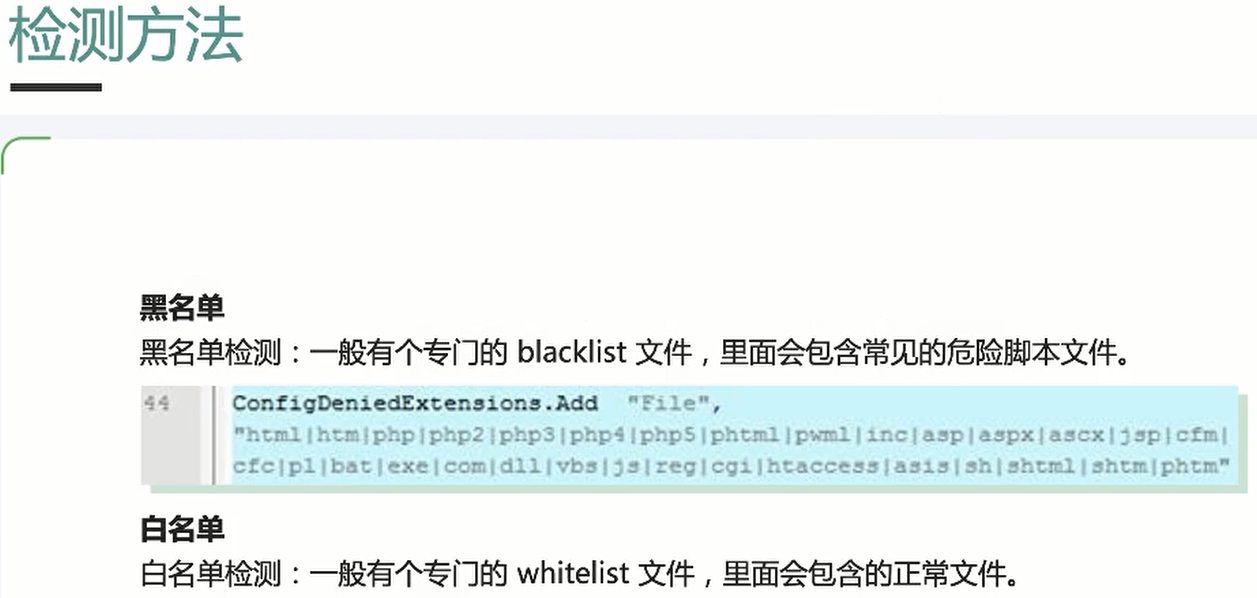 检测方法
黑名单
黑名单检测：一般有个专门的 blacklist 文件，里面会包含常见的危险脚本文件。
44 ConfigDeniedExtensions.Add "File",
"html|htm|php|php2|php3|php4|php5|phtml|pwml|inc|asp|aspx|ascx|jsp|cfm|
cfc|pl|bat|exe|com|dll|vbs|js|reg|cgi|htaccess|asis|sh|shtml|shtm|phtm"
白名单
白名单检测：一般有个专门的 whitelist 文件，里面会包含的正常文件。